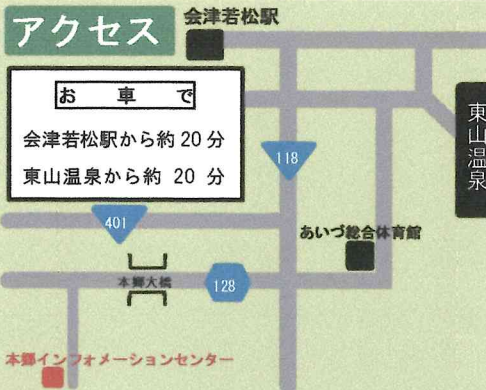 アクセス
会津若松駅
お車で
会津若松駅から約20分
東山温泉から約 20 分
東山温泉
118
401
あいづ総合体育館
本郷大橋
128
本郷インフォメーションセンター